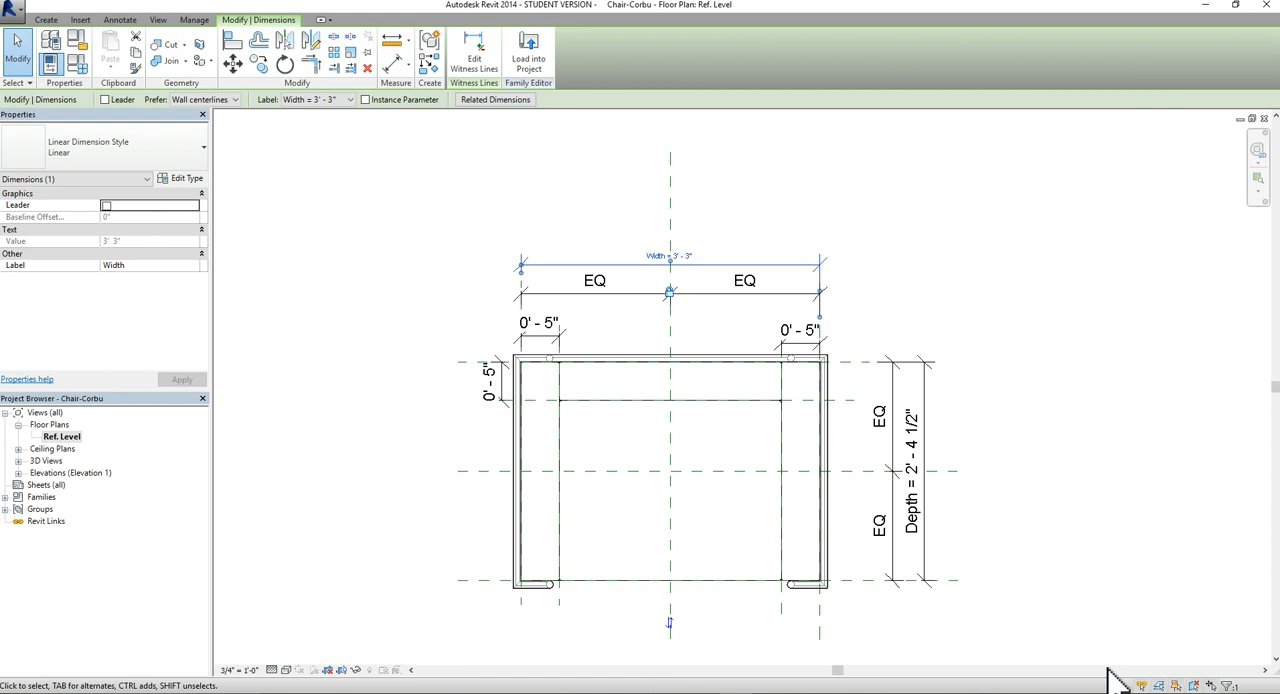 Autodesk Revit 2014 - STUDENT VERSION - Chair-Corbu - Floor Plan: Ref. Level
Create Insert Annotate View Manage Modify | Dimensions
Modify
Paste
Cut
Join
Edit Witness Lines
Load into Project
Select Properties Clipboard Geometry Modify Measure Create Witness Lines Family Editor
Modify | Dimensions Leader Prefer: Wall centerlines Label: Width = 3' - 3" Instance Parameter Related Dimensions
Properties
Linear Dimension Style
Linear
Dimensions (1) Edit Type
Graphics
Leader
Baseline Offset... 0"
Text
Value 3' 3"
Other
Label Width
Properties help Apply
Project Browser - Chair-Corbu
Views (all)
Floor Plans
Ref. Level
Ceiling Plans
3D Views
Elevations (Elevation 1)
Sheets (all)
Families
Groups
Revit Links
Width = 3' - 3"
EQ EQ
0' - 5" 0' - 5"
0' - 5"
EQ
Depth = 2' - 4 1/2"
EQ
3/4" = 1'-0"
Click to select, TAB for alternates, CTRL adds, SHIFT unselects.
:1